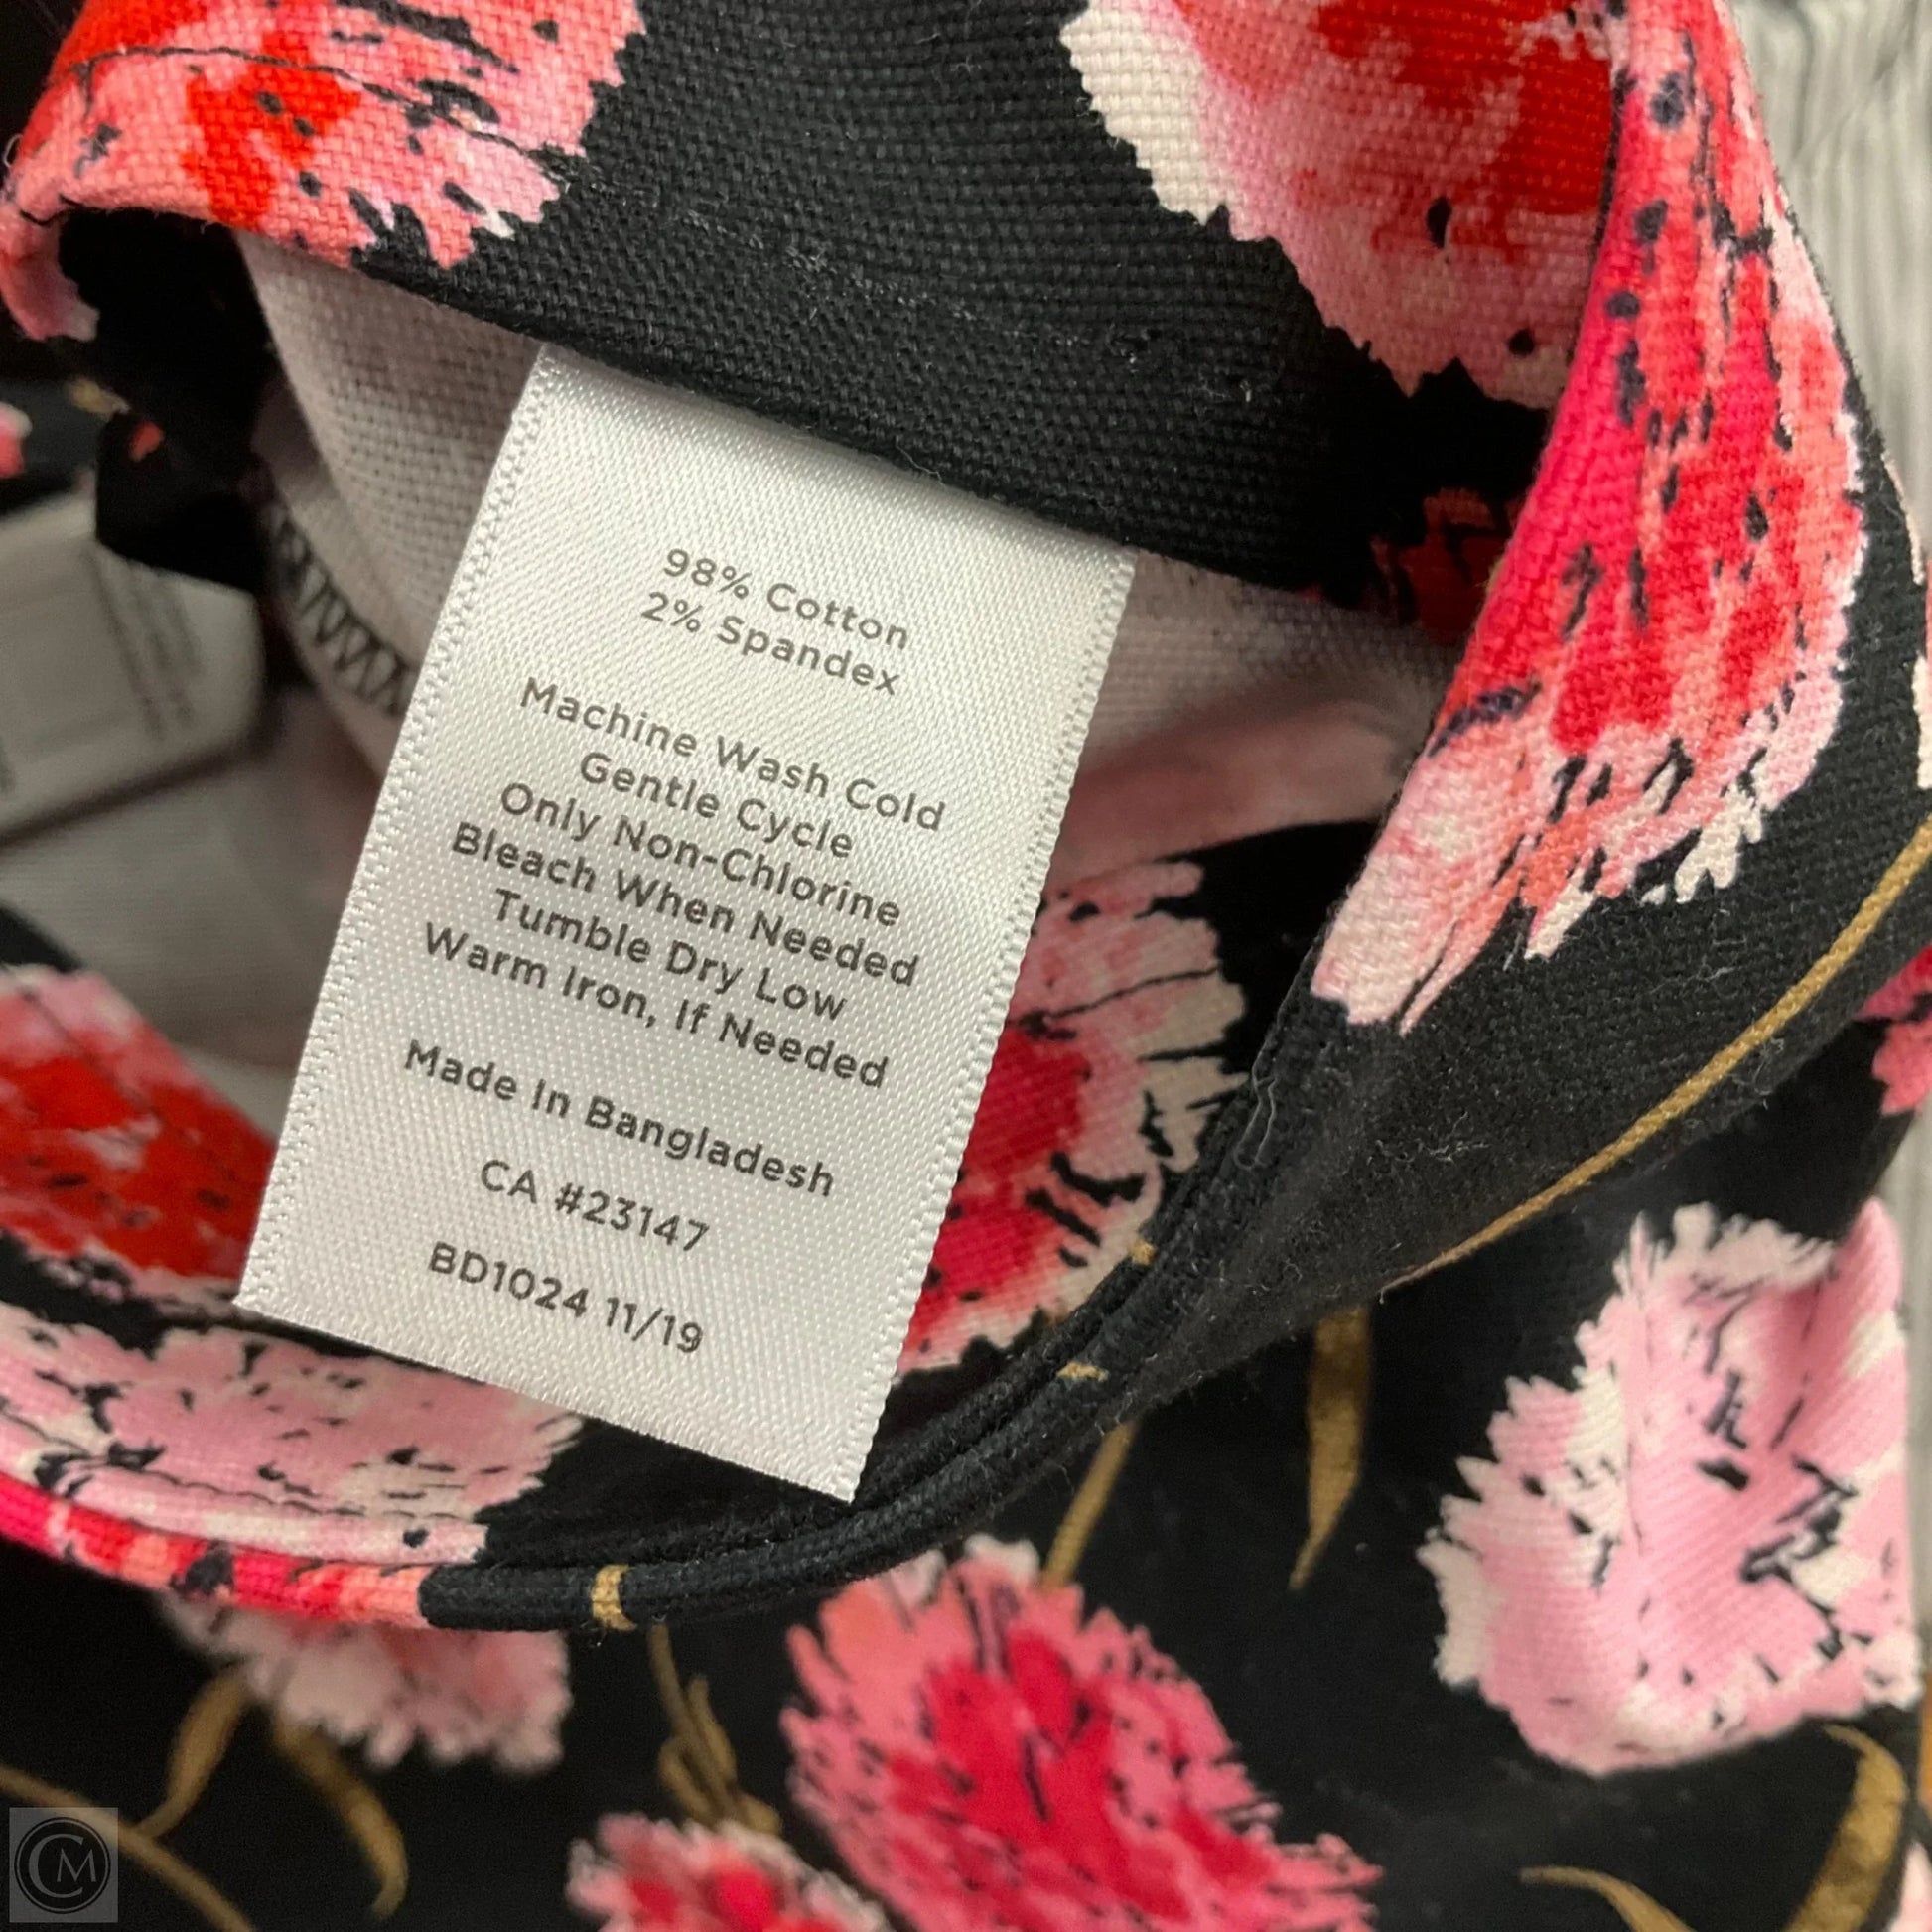 98% Cotton
2% Spandex
Machine Wash Cold
Gentle Cycle
Only Non-Chlorine
Bleach When Needed
Tumble Dry Low
Warm Iron, If Needed
Made In Bangladesh
CA #23147
BD1024 11/19
CM